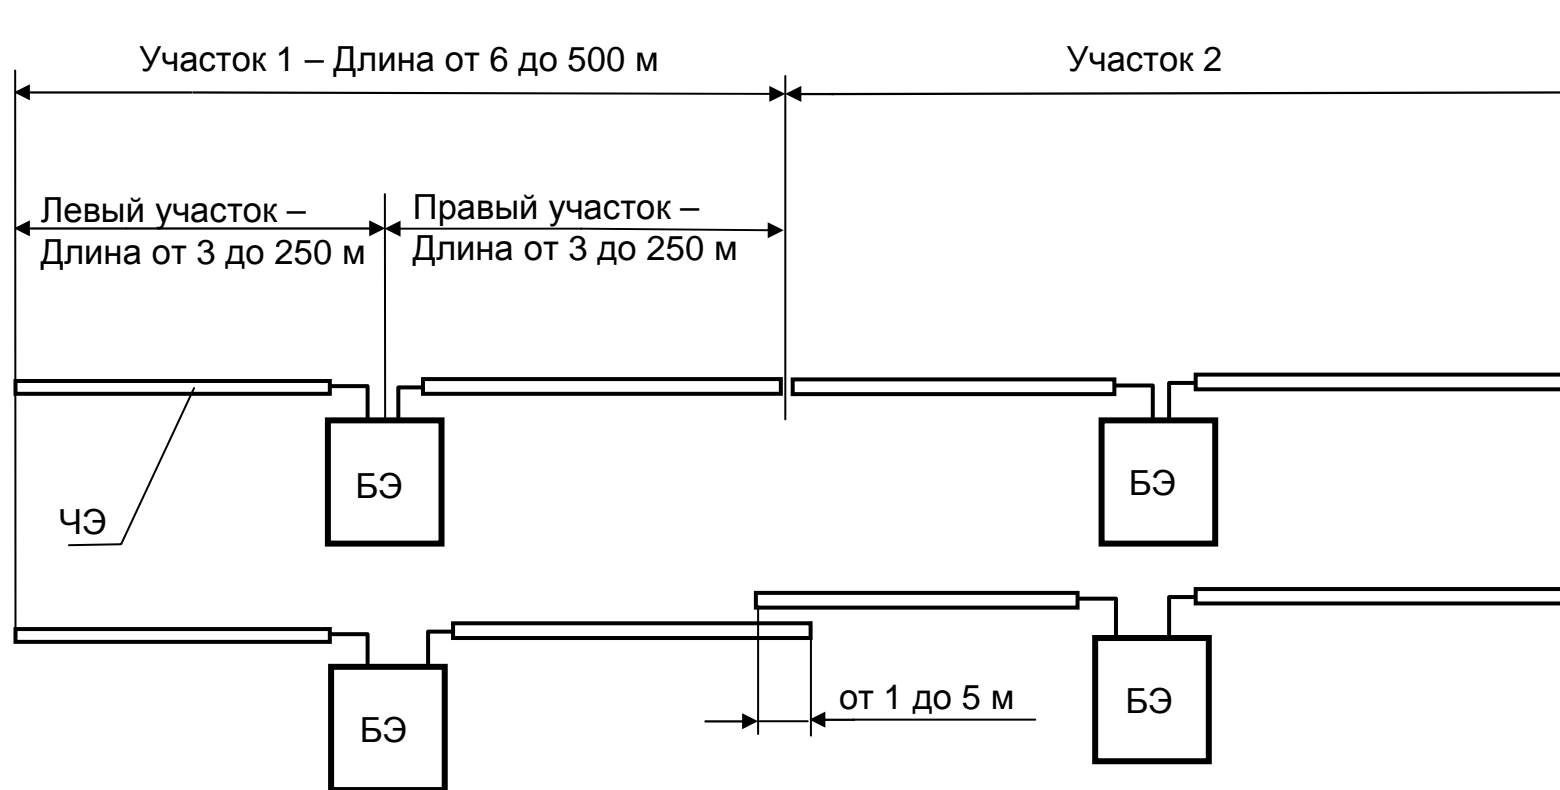 Участок 1 – Длина от 6 до 500 м
Участок 2
Левый участок –
Длина от 3 до 250 м
Правый участок –
Длина от 3 до 250 м
БЭ
БЭ
ЧЭ
от 1 до 5 м
БЭ
БЭ